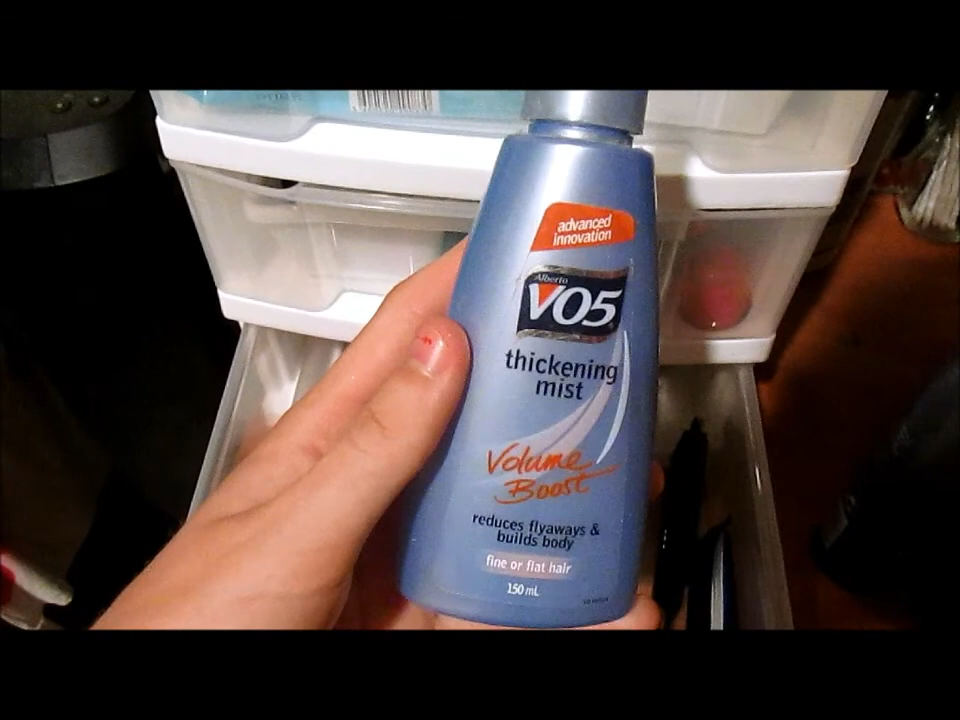 advanced
innovation
Alberto
VO5
thickening
mist
Volume
Boost
reduces flyaways &
builds body
fine or flat hair
150 mL